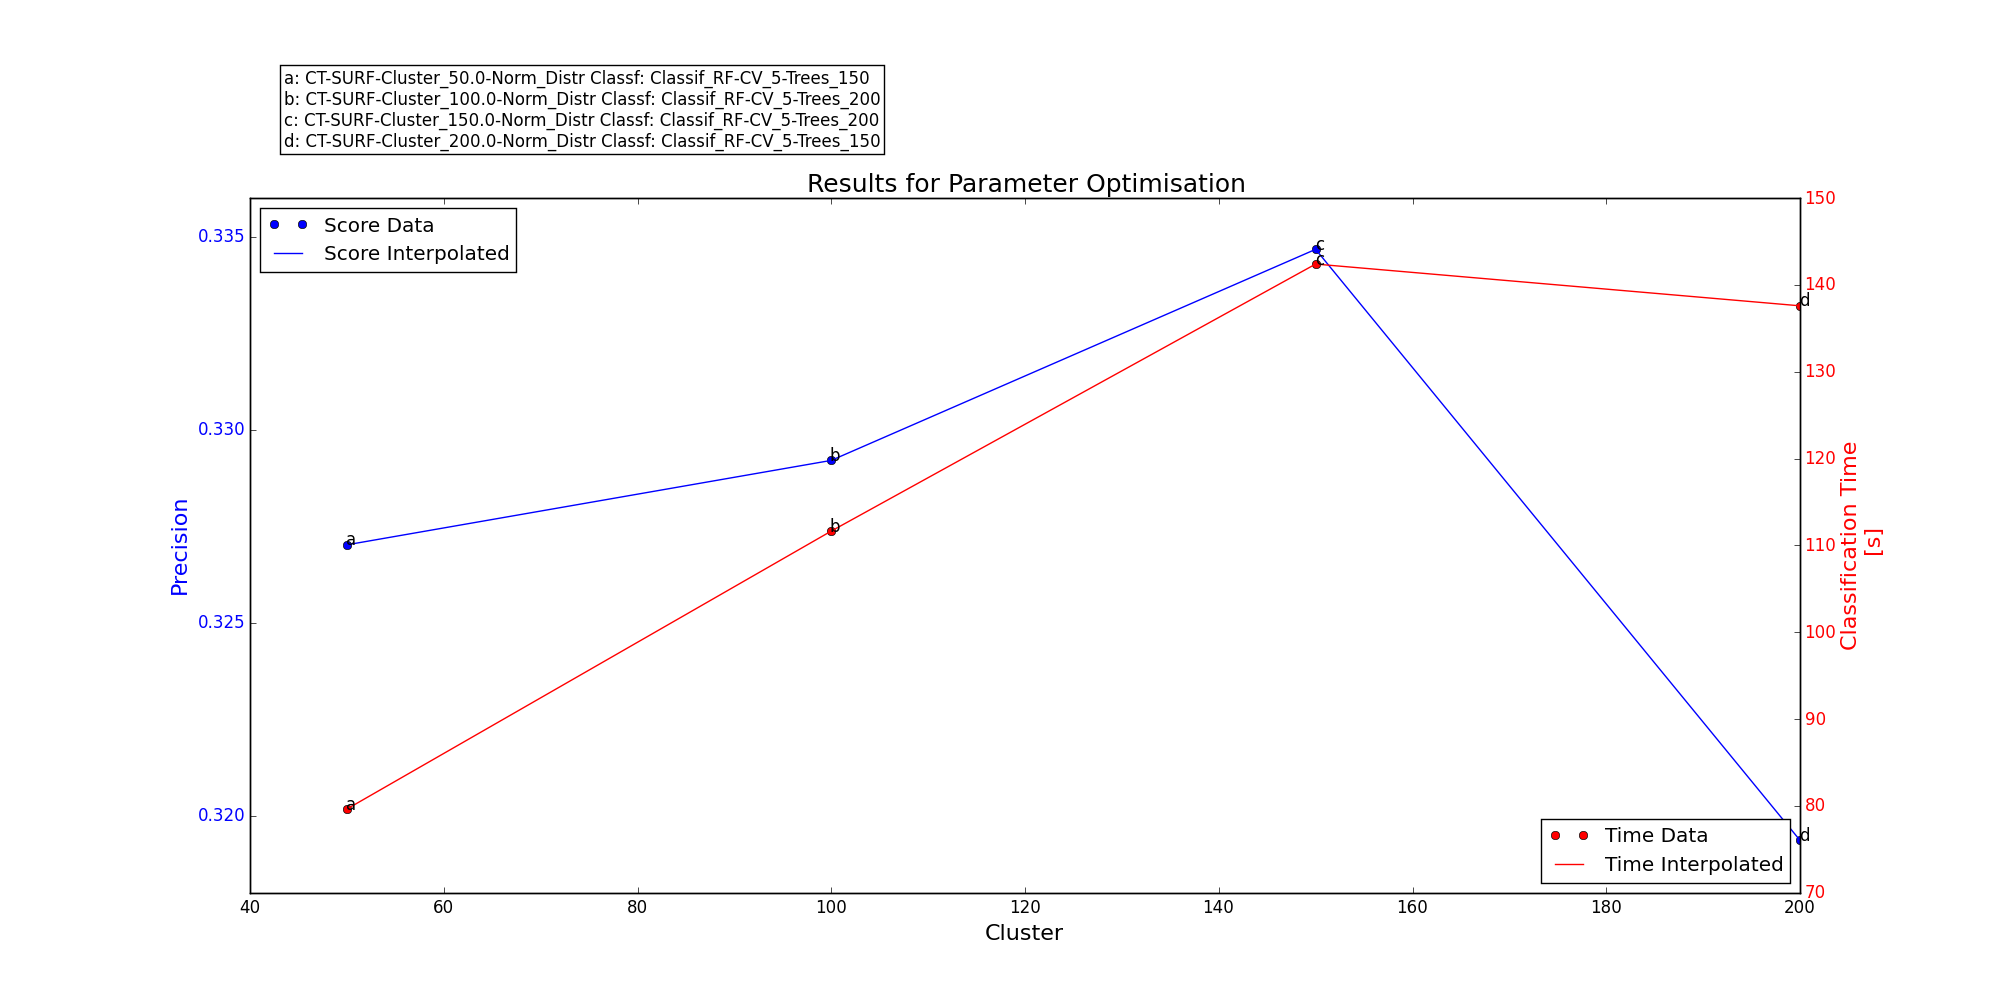 a: CT-SURF-Cluster_50.0-Norm_Distr Classf: Classif_RF-CV_5-Trees_150
b: CT-SURF-Cluster_100.0-Norm_Distr Classf: Classif_RF-CV_5-Trees_200
c: CT-SURF-Cluster_150.0-Norm_Distr Classf: Classif_RF-CV_5-Trees_200
d: CT-SURF-Cluster_200.0-Norm_Distr Classf: Classif_RF-CV_5-Trees_150
Results for Parameter Optimisation
Score Data
Score Interpolated
0.335
0.330
0.325
0.320
Precision
a
b
c
d
a
b
c
d
150
140
130
120
110
100
90
80
70
Classification Time
[s]
Time Data
Time Interpolated
40
60
80
100
120
140
160
180
200
Cluster